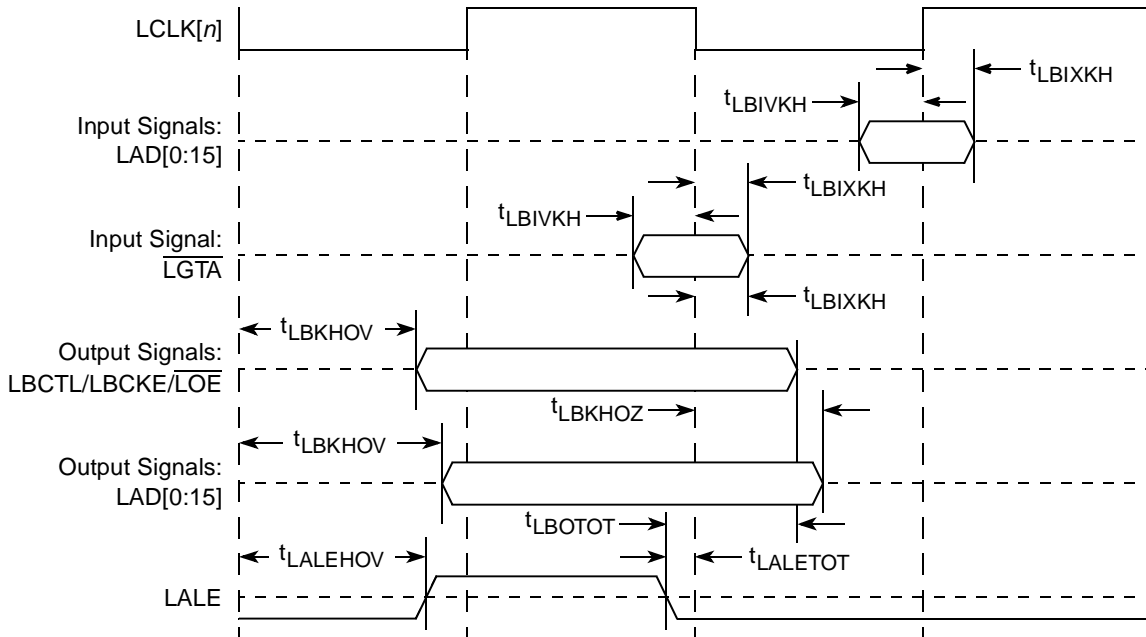 LCLK[n]
tLBIXKH
tLBIVKH
Input Signals:
LAD[0:15]
tLBIXKH
tLBIVKH
Input Signal:
LGTA
tLBIXKH
tLBKHOV
Output Signals:
LBCTL/LBCKE/LOE
tLBKHOZ
tLBKHOV
Output Signals:
LAD[0:15]
tLBOTOT
tLALEHOV
tLALETOT
LALE